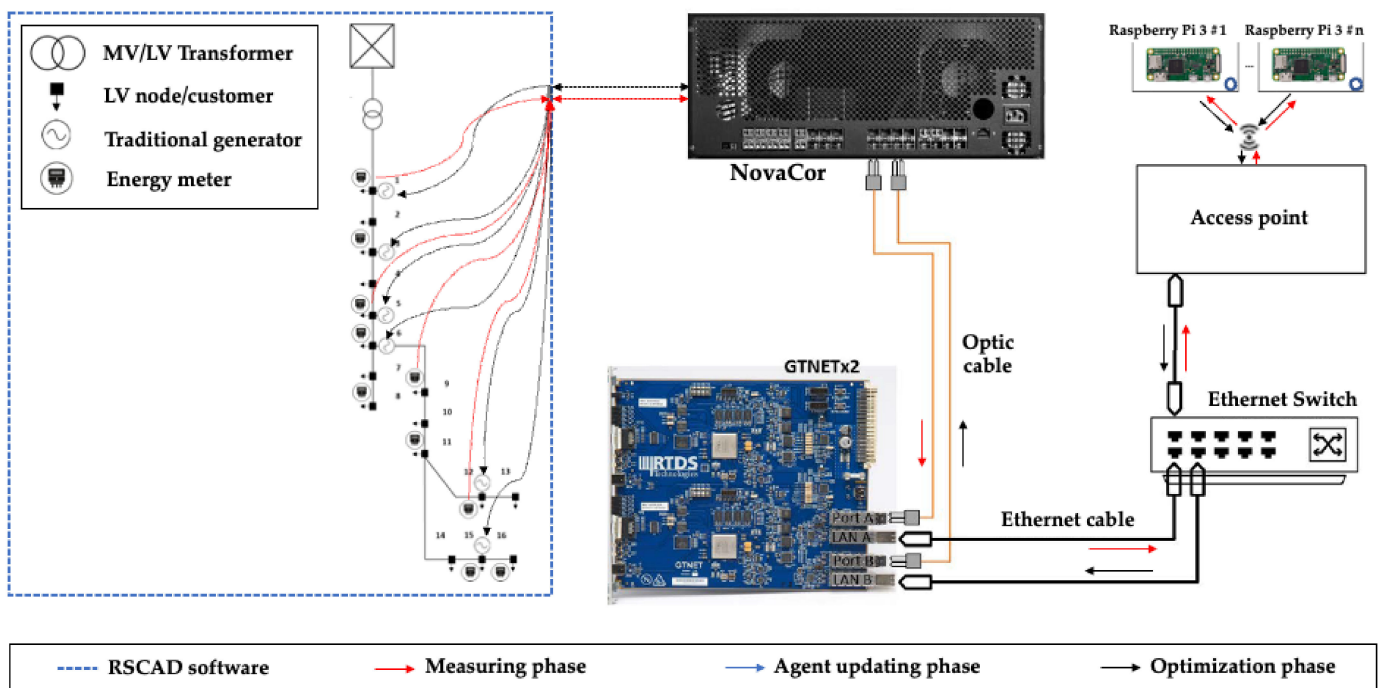 MV/LV Transformer
LV node/customer
Traditional generator
Energy meter
1
2
3
4
5
6
7
8
9
10
11
12
13
14
15
16
NovaCor
Raspberry Pi 3 #1
Raspberry Pi 3 #n
...
Access point
Optic
cable
GTNETx2
Ethernet Switch
RTDS
Technologies
Port A
LAN A
Port B
LAN B
GTNET
Ethernet cable
RSCAD software
Measuring phase
Agent updating phase
Optimization phase